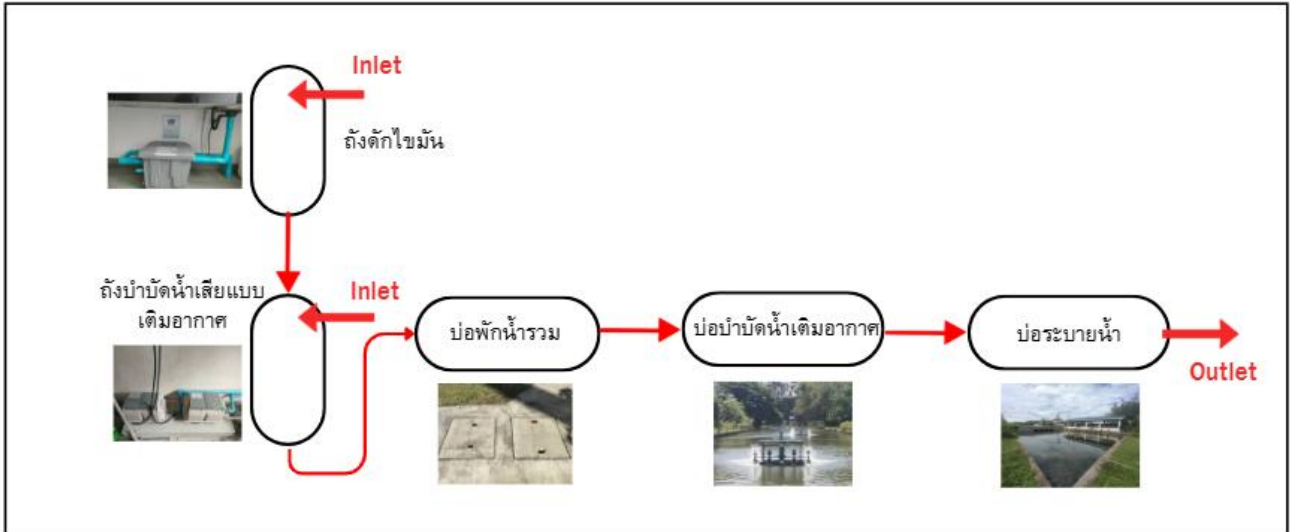 Inlet
ถังดักไขมัน
ถังบำบัดน้ำเสียแบบ
เติมอากาศ
Inlet
บ่อพักน้ำรวม
บ่อบำบัดน้ำเติมอากาศ
บ่อระบายน้ำ
Outlet